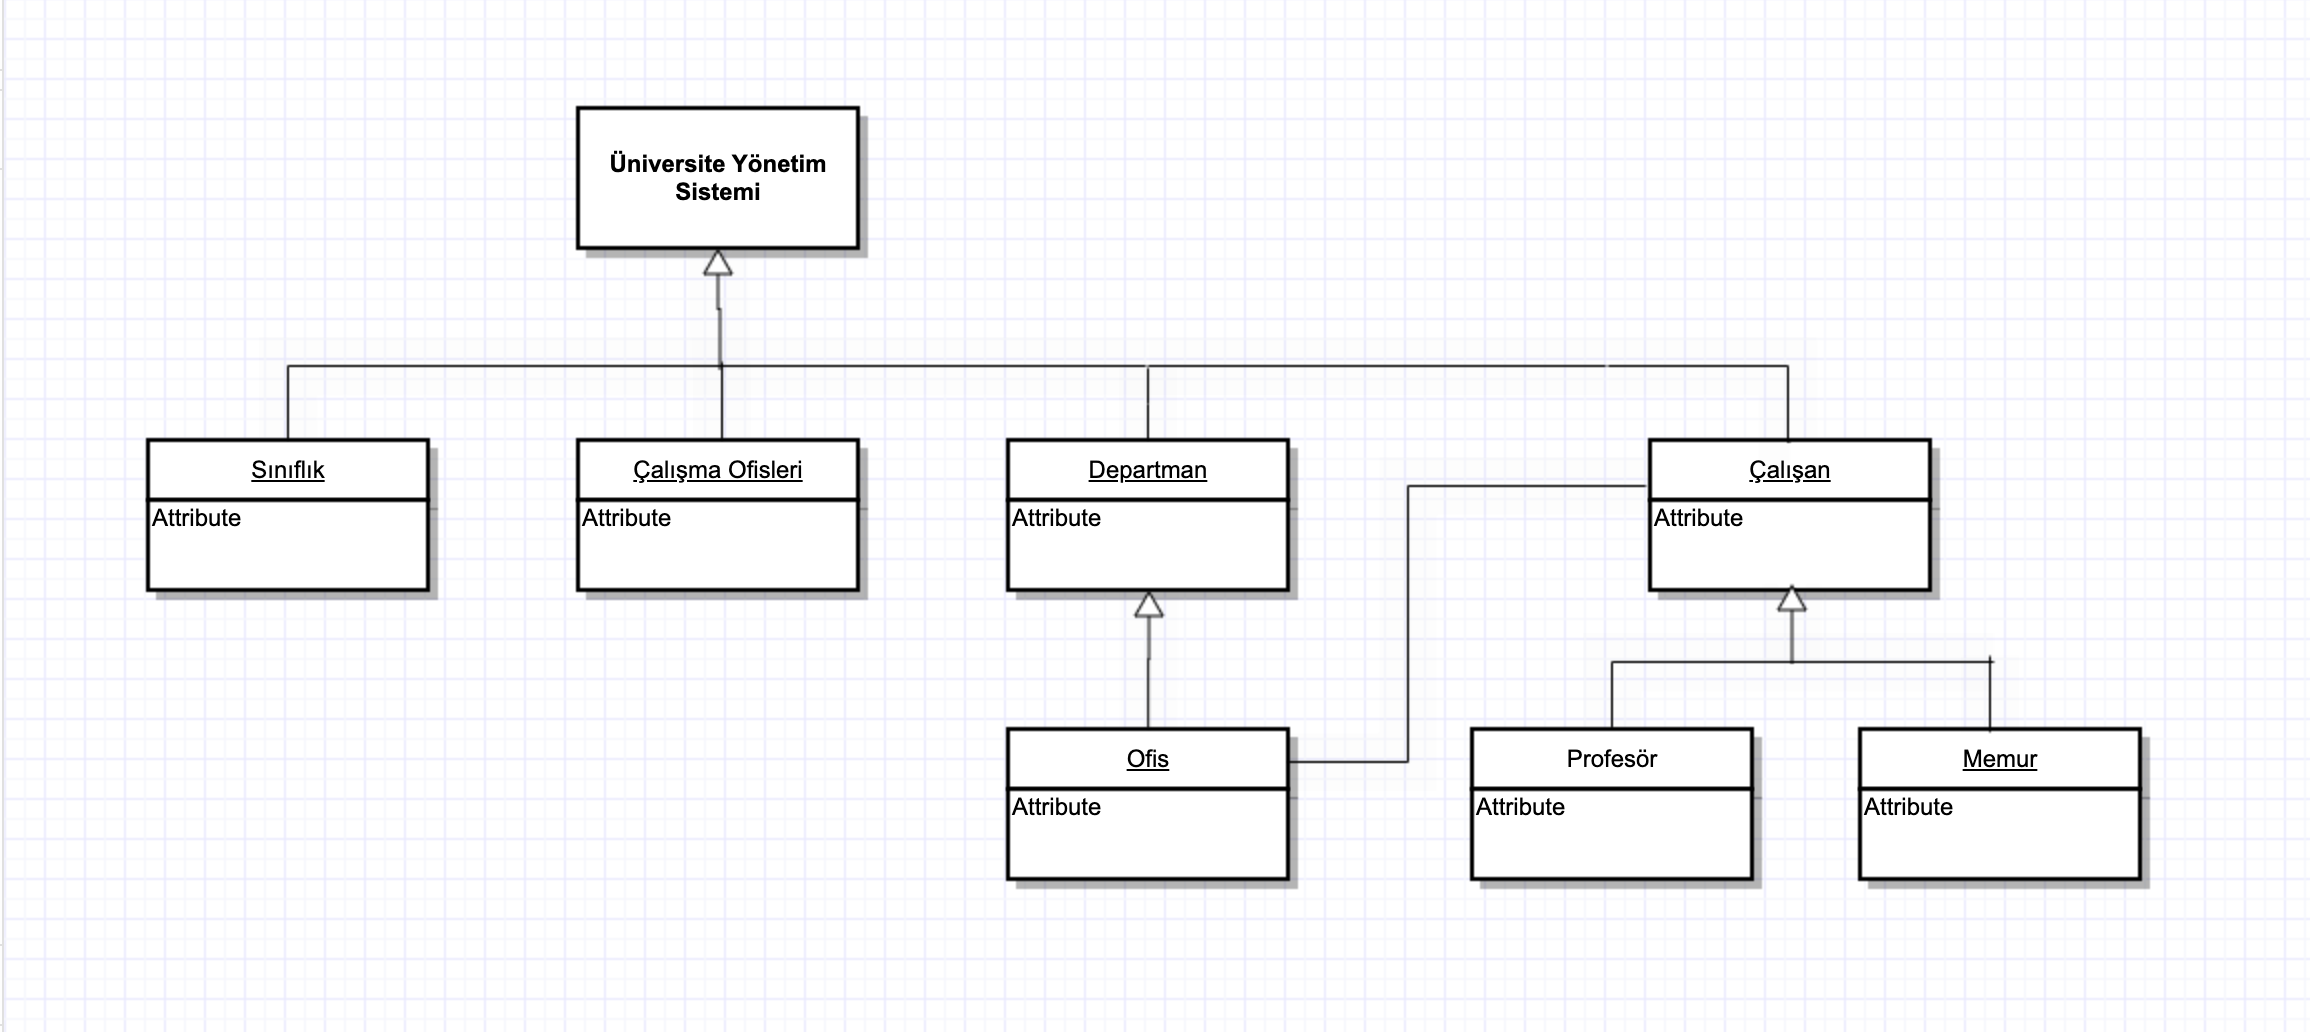 Üniversite Yönetim
Sistemi
Sınıflık
Attribute
Çalışma Ofisleri
Attribute
Departman
Attribute
Çalışan
Attribute
Ofis
Attribute
Profesör
Attribute
Memur
Attribute